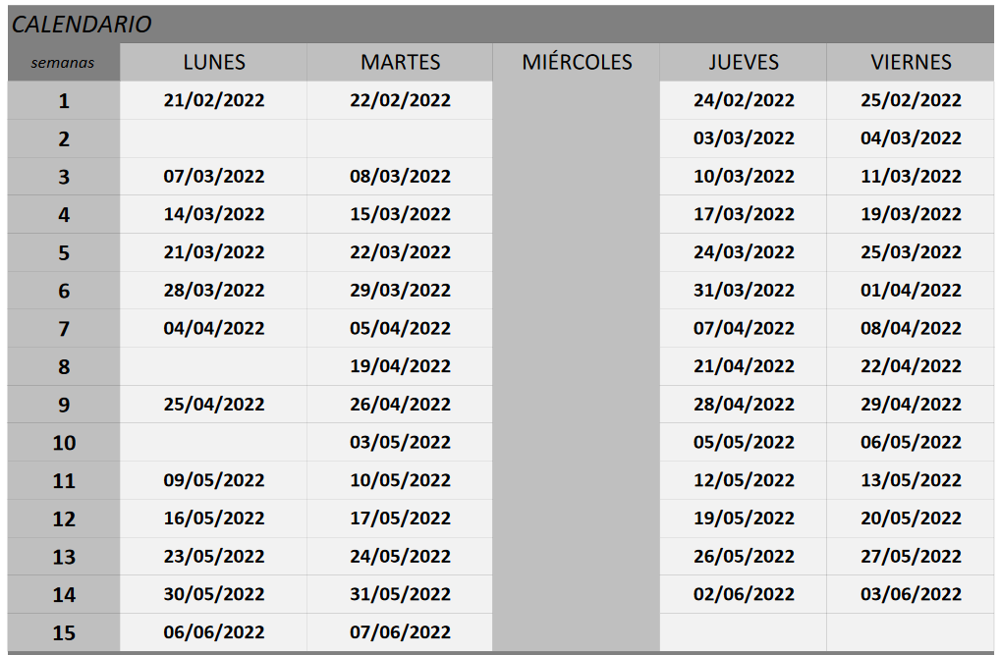 CALENDARIO
semanas LUNES MARTES MIÉRCOLES JUEVES VIERNES
1 21/02/2022 22/02/2022 24/02/2022 25/02/2022
2 03/03/2022 04/03/2022
3 07/03/2022 08/03/2022 10/03/2022 11/03/2022
4 14/03/2022 15/03/2022 17/03/2022 19/03/2022
5 21/03/2022 22/03/2022 24/03/2022 25/03/2022
6 28/03/2022 29/03/2022 31/03/2022 01/04/2022
7 04/04/2022 05/04/2022 07/04/2022 08/04/2022
8 19/04/2022 21/04/2022 22/04/2022
9 25/04/2022 26/04/2022 28/04/2022 29/04/2022
10 03/05/2022 05/05/2022 06/05/2022
11 09/05/2022 10/05/2022 12/05/2022 13/05/2022
12 16/05/2022 17/05/2022 19/05/2022 20/05/2022
13 23/05/2022 24/05/2022 26/05/2022 27/05/2022
14 30/05/2022 31/05/2022 02/06/2022 03/06/2022
15 06/06/2022 07/06/2022